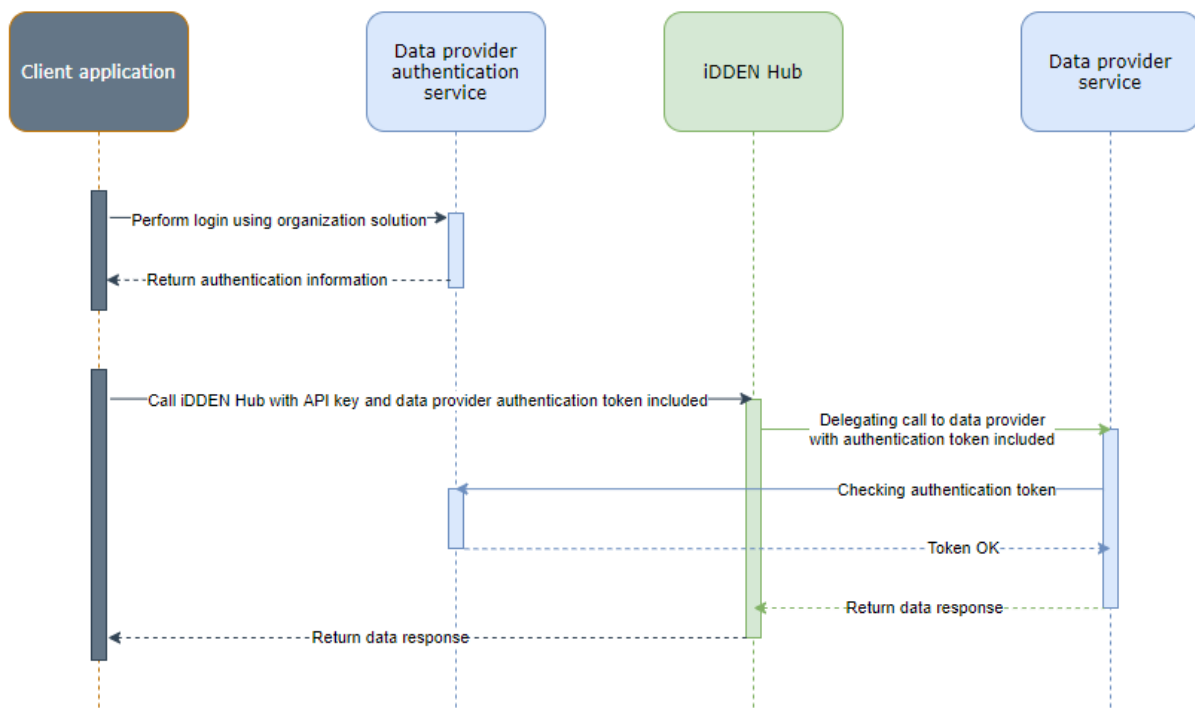 Client application
Data provider
authentication
service
iDDEN Hub
Data provider
service
Perform login using organization solution
Return authentication information
Call iDDEN Hub with API key and data provider authentication token included
Delegating call to data provider
with authentication token included
Checking authentication token
Token OK
Return data response
Return data response